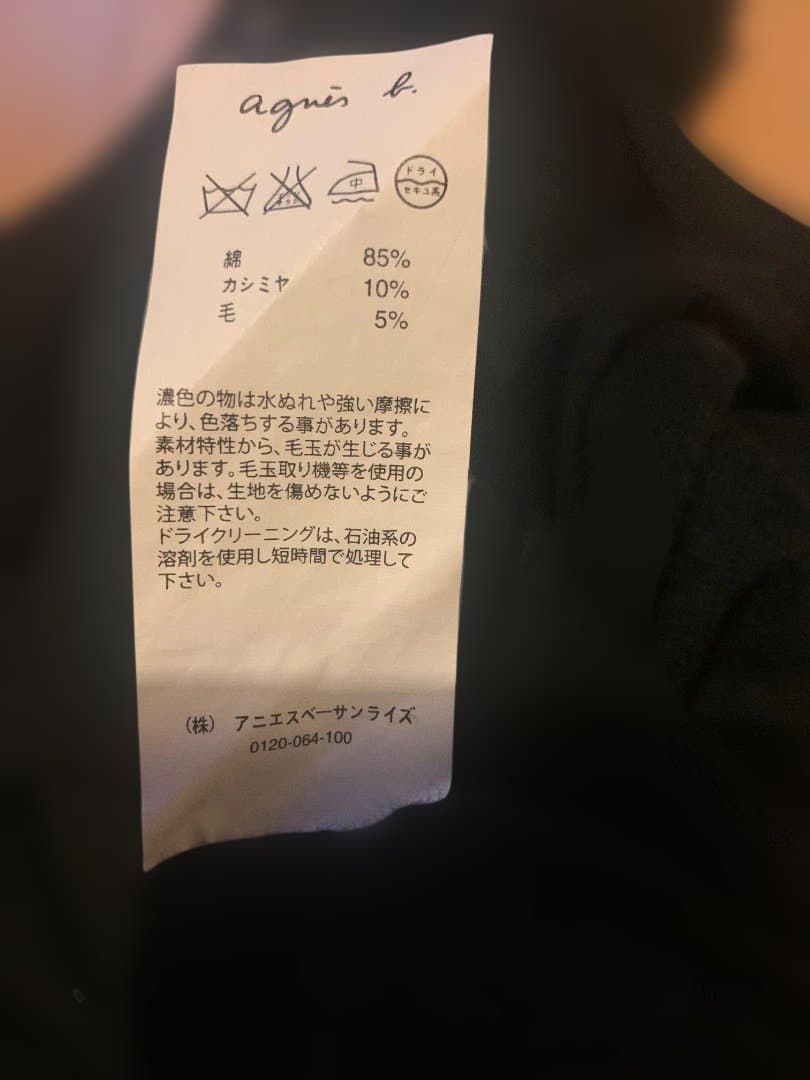 agnès b.
中
ドライ
セキユ系
綿 85%
カシミヤ 10%
毛 5%
濃色の物は水ぬれや強い摩擦に
より、色落ちする事があります。
素材特性から、毛玉が生じる事が
あります。毛玉取り機等を使用の
場合は、生地を傷めないようにご
注意下さい。
ドライクリーニングは、石油系の
溶剤を使用し短時間で処理して
下さい。
(株) アニエスベーサンライズ
0120-064-100